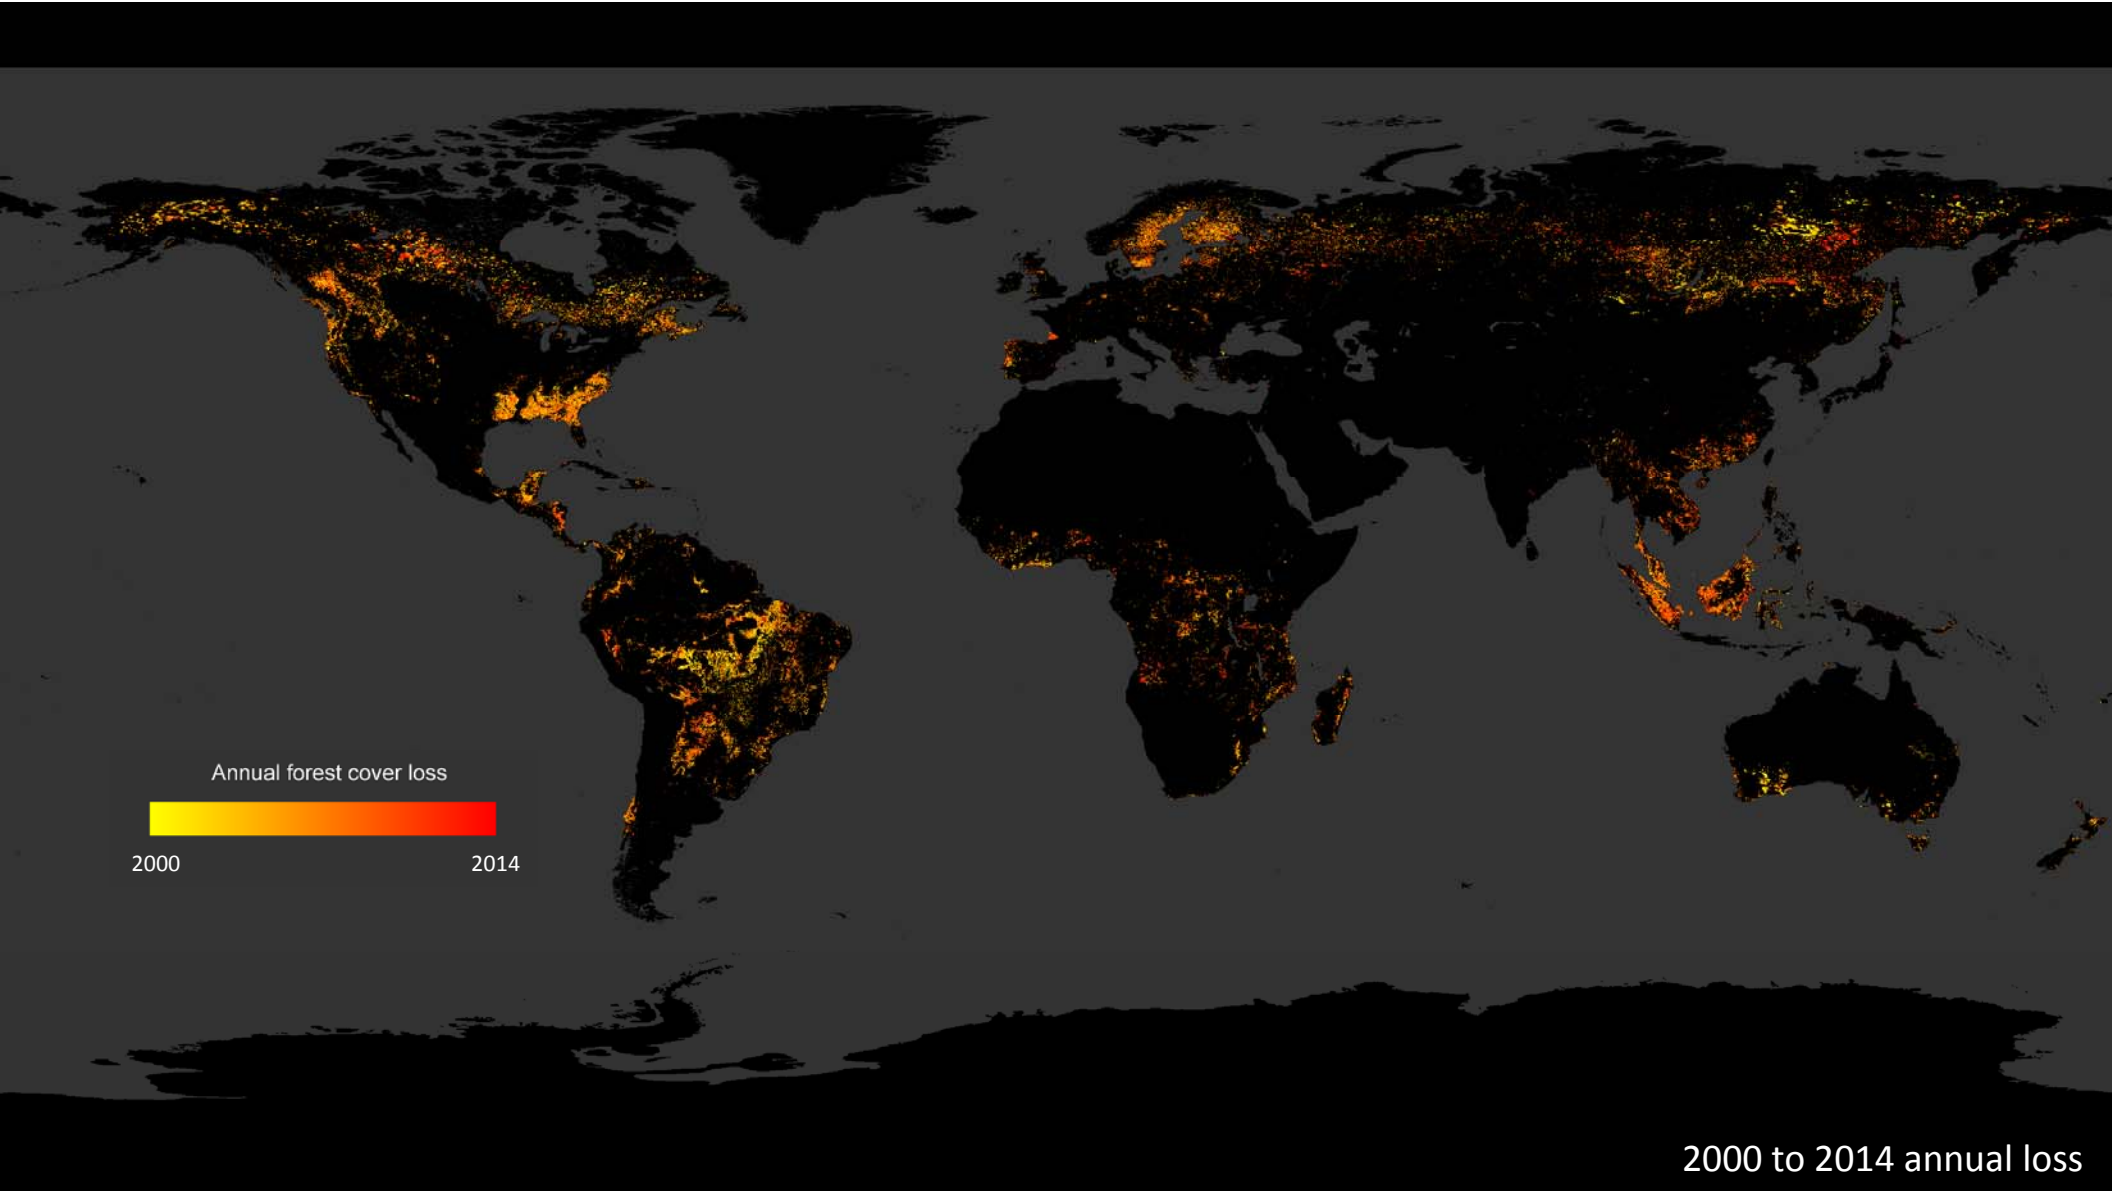 Annual forest cover loss
2000
2014
2000 to 2014 annual loss